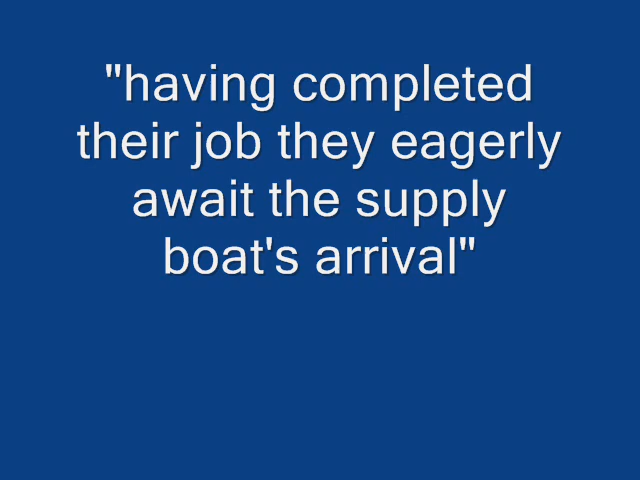 "having completed
their job they eagerly
await the supply
boat's arrival"